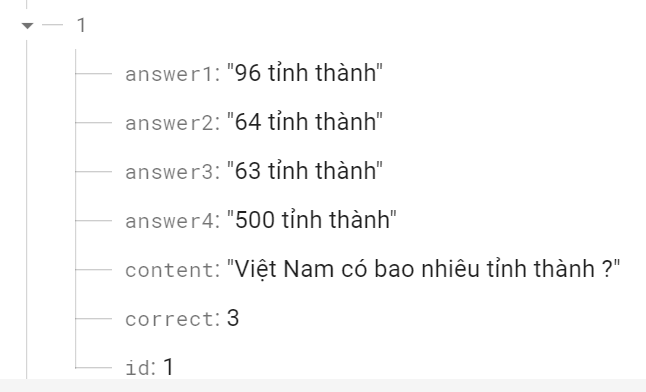 1
answer1: "96 tỉnh thành"
answer2: "64 tỉnh thành"
answer3: "63 tỉnh thành"
answer4: "500 tỉnh thành"
content: "Việt Nam có bao nhiêu tỉnh thành ?"
correct: 3
id: 1